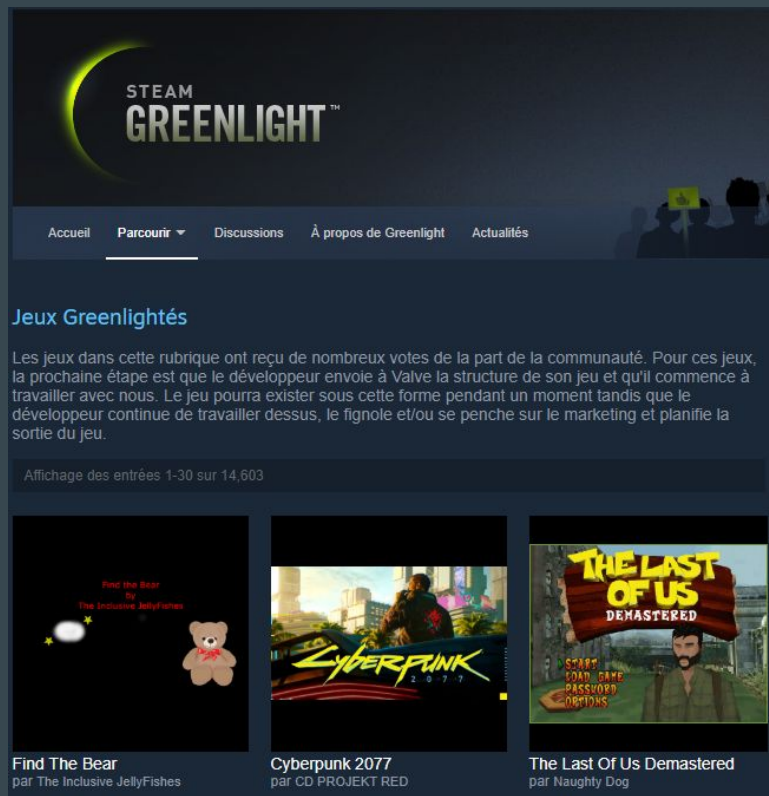 STEAM
GREENLIGHT™
Accueil Parcourir Discussions À propos de Greenlight Actualités
Jeux Greenlightés
Les jeux dans cette rubrique ont reçu de nombreux votes de la part de la communauté. Pour ces jeux,
la prochaine étape est que le développeur envoie à Valve la structure de son jeu et qu'il commence à
travailler avec nous. Le jeu pourra exister sous cette forme pendant un moment tandis que le
développeur continue de travailler dessus, le fignole et/ou se penche sur le marketing et planifie la
sortie du jeu.
Affichage des entrées 1-30 sur 14,603
Find the Bear
by
The Inclusive JellyFishes
CYBERPUNK
2·0·7·7
THE LAST
OF US
DEMASTERED
START
LOAD GAME
PASSWORD
OPTIONS
Find The Bear
par The Inclusive JellyFishes
Cyberpunk 2077
par CD PROJEKT RED
The Last Of Us Demastered
par Naughty Dog